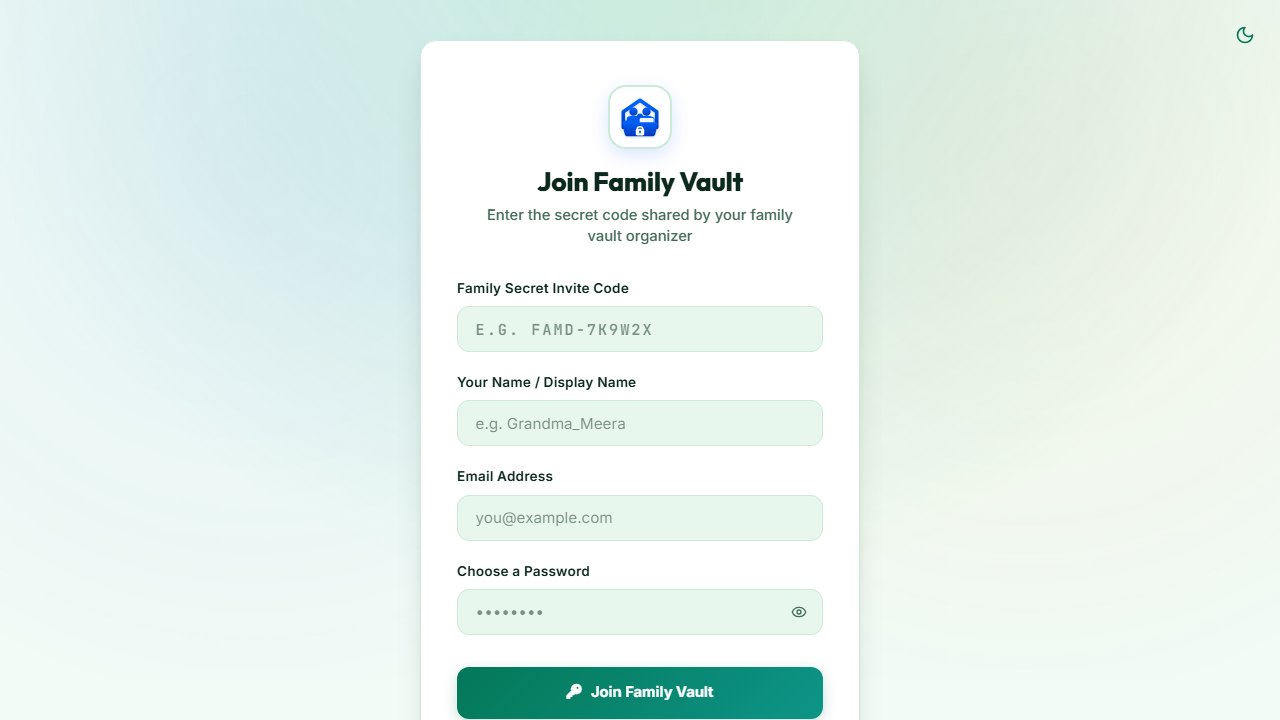 Join Family Vault
Enter the secret code shared by your family
vault organizer
Family Secret Invite Code
E.G. FAMD-7K9W2X
Your Name / Display Name
e.g. Grandma_Meera
Email Address
you@example.com
Choose a Password
••••••••
Join Family Vault